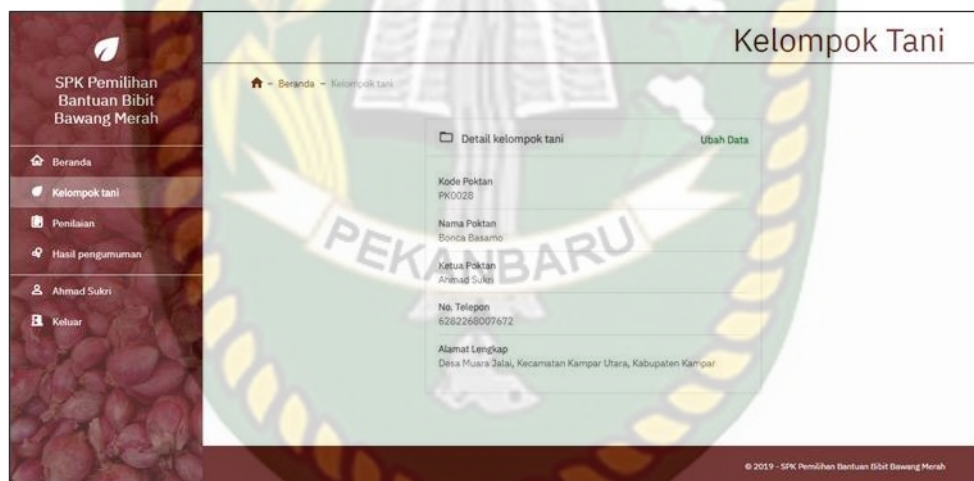 Kelompok Tani
SPK Pemilihan
Bantuan Bibit
Bawang Merah
Beranda
Kelompok tani
Penilaian
Hasil pengumuman
Ahmad Sukri
Keluar
– Beranda – Kelompok tani
Detail kelompok tani
Ubah Data
Kode Poktan
PK0028
Nama Poktan
Bonca Basamo
Ketua Poktan
Ahmad Sukri
No. Telepon
6282268007672
Alamat Lengkap
Desa Muara Jalai, Kecamatan Kampar Utara, Kabupaten Kampar
PEKANBARU
© 2019 - SPK Pemilihan Bantuan Bibit Bawang Merah